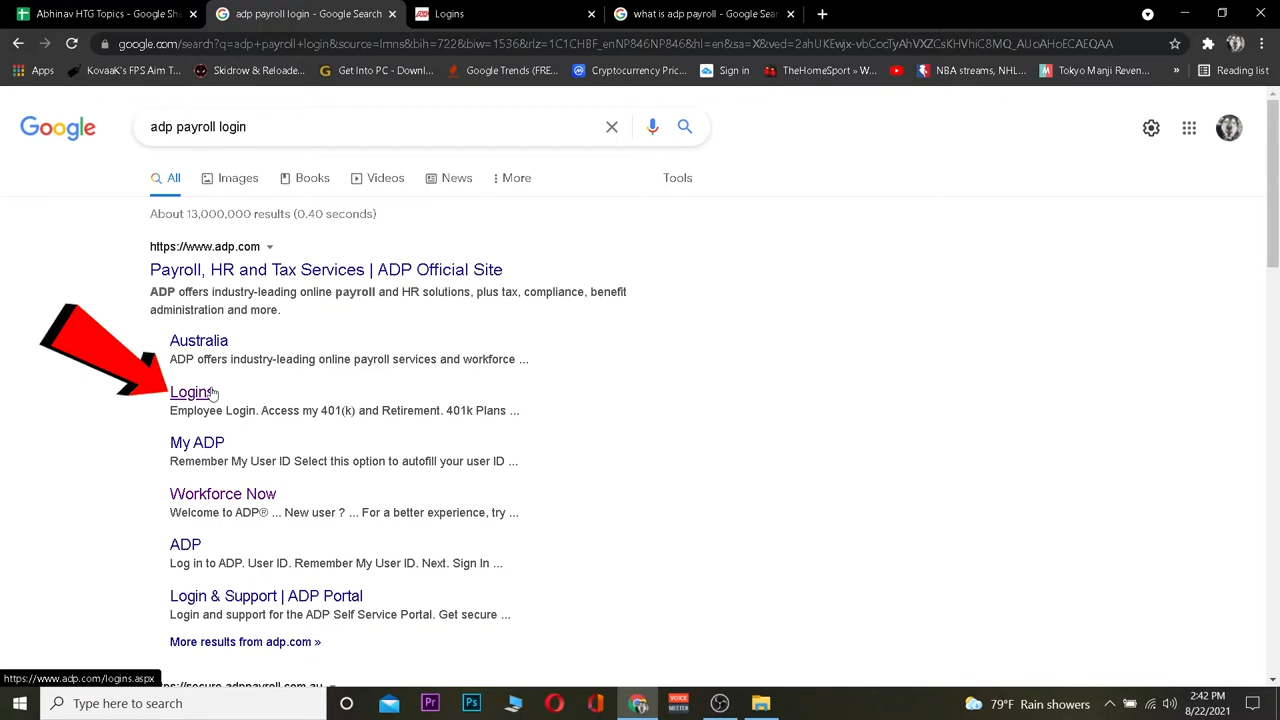 Abhinav HTG Topics - Google Sh
adp payroll login - Google Search
Logins
what is adp payroll - Google Sea
google.com/search?q=adp+payroll+login&source=lmns&bih=722&biw=1536&rlz=1C1CHBF_enNP846NP846&hl=en&sa=X&ved=2ahUKEwjx-vbCocTyAhVXZCsKHVhiC8MQ_AUoAHoECAEQAA
Apps
KovaaK's FPS Aim T...
Skidrow & Reloade...
Get Into PC - Downl...
Google Trends (FRE...
Cryptocurrency Pric...
Sign in
TheHomeSport » W...
NBA streams, NHL...
Tokyo Manji Reven...
»
Reading list
Google
adp payroll login
All
Images
Books
Videos
News
More
Tools
About 13,000,000 results (0.40 seconds)
https://www.adp.com
Payroll, HR and Tax Services | ADP Official Site
ADP offers industry-leading online payroll and HR solutions, plus tax, compliance, benefit
administration and more.
Australia
ADP offers industry-leading online payroll services and workforce ...
Logins
Employee Login. Access my 401(k) and Retirement. 401k Plans ...
My ADP
Remember My User ID Select this option to autofill your user ID ...
Workforce Now
Welcome to ADP® ... New user ? ... For a better experience, try ...
ADP
Log in to ADP. User ID. Remember My User ID. Next. Sign In ...
Login & Support | ADP Portal
Login and support for the ADP Self Service Portal. Get secure ...
More results from adp.com »
https://www.adp.com/logins.aspx
Type here to search
Pr
Ps
VOICE
MEETER
79°F Rain showers
2:42 PM
8/22/2021